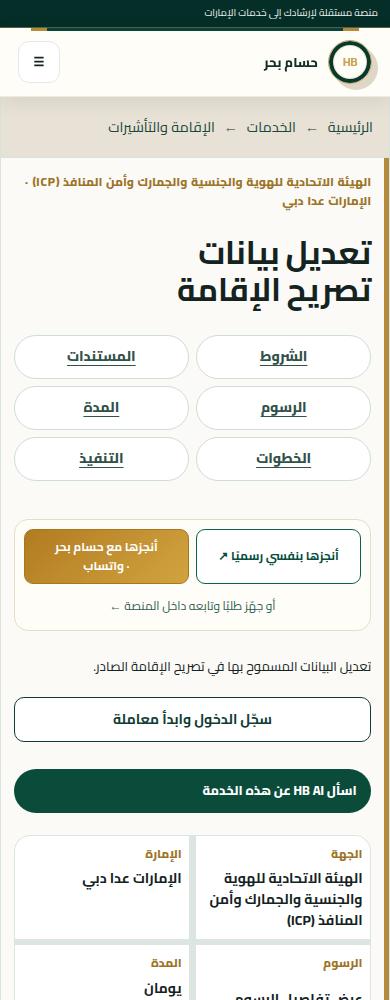 منصة مستقلة لإرشادك إلى خدمات الإمارات
HB
حسام بحر
☰
الرئيسية ← الخدمات ← الإقامة والتأشيرات
الهيئة الاتحادية للهوية والجنسية والجمارك وأمن المنافذ (ICP) ·
الإمارات عدا دبي
تعديل بيانات
تصريح الإقامة
الشروط
المستندات
الرسوم
المدة
الخطوات
التنفيذ
أنجزها بنفسي رسميًا ↗
أنجزها مع حسام بحر
· واتساب
أو جهّز طلبًا وتابعه داخل المنصة ←
تعديل البيانات المسموح بها في تصريح الإقامة الصادر.
سجّل الدخول وابدأ معاملة
اسأل HB AI عن هذه الخدمة
الجهة
الهيئة الاتحادية للهوية
والجنسية والجمارك وأمن
المنافذ (ICP)
الإمارة
الإمارات عدا دبي
الرسوم
عرض تفاصيل الرسوم
المدة
يومان